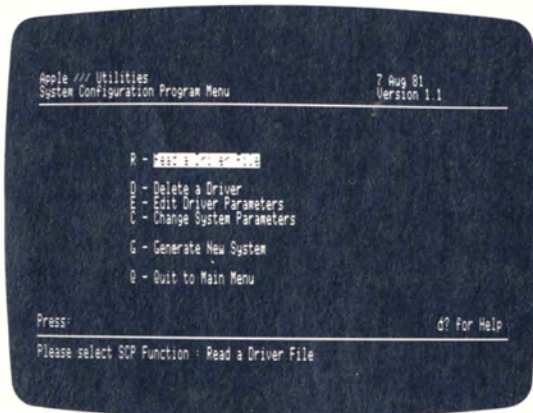 Apple /// Utilities 7 Aug 81
System Configuration Program Menu Version 1.1
R - Read a Driver File
D - Delete a Driver
E - Edit Driver Parameters
C - Change System Parameters
G - Generate New System
Q - Quit to Main Menu
Press: d? for Help
Please select SCP Function : Read a Driver File